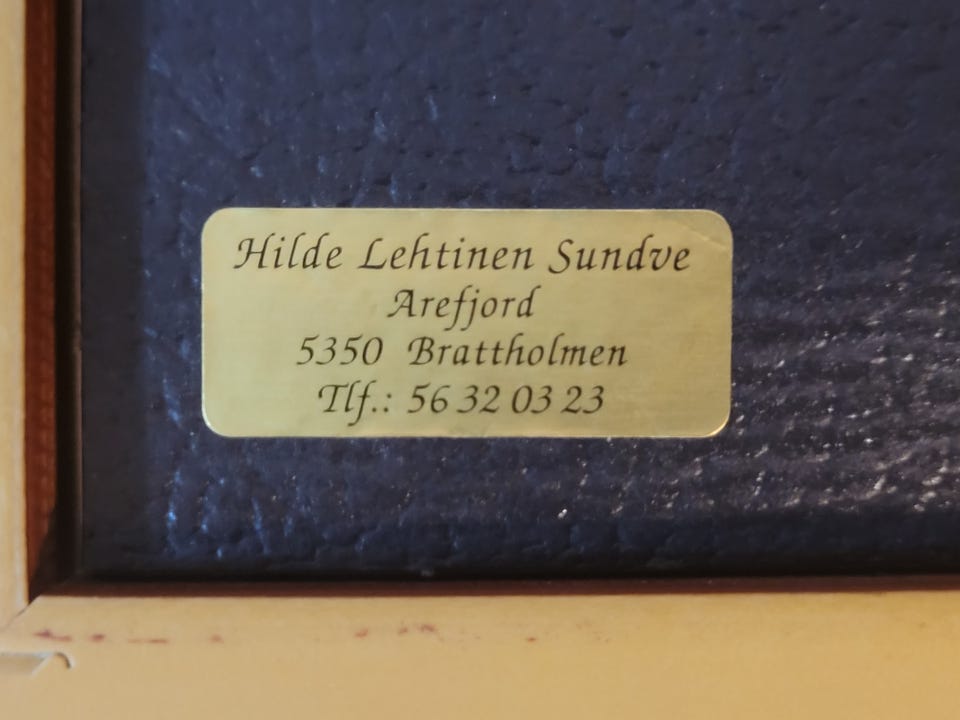 Hilde Lehtinen Sundve
Arefjord
5350 Brattholmen
Tlf.: 56 32 03 23